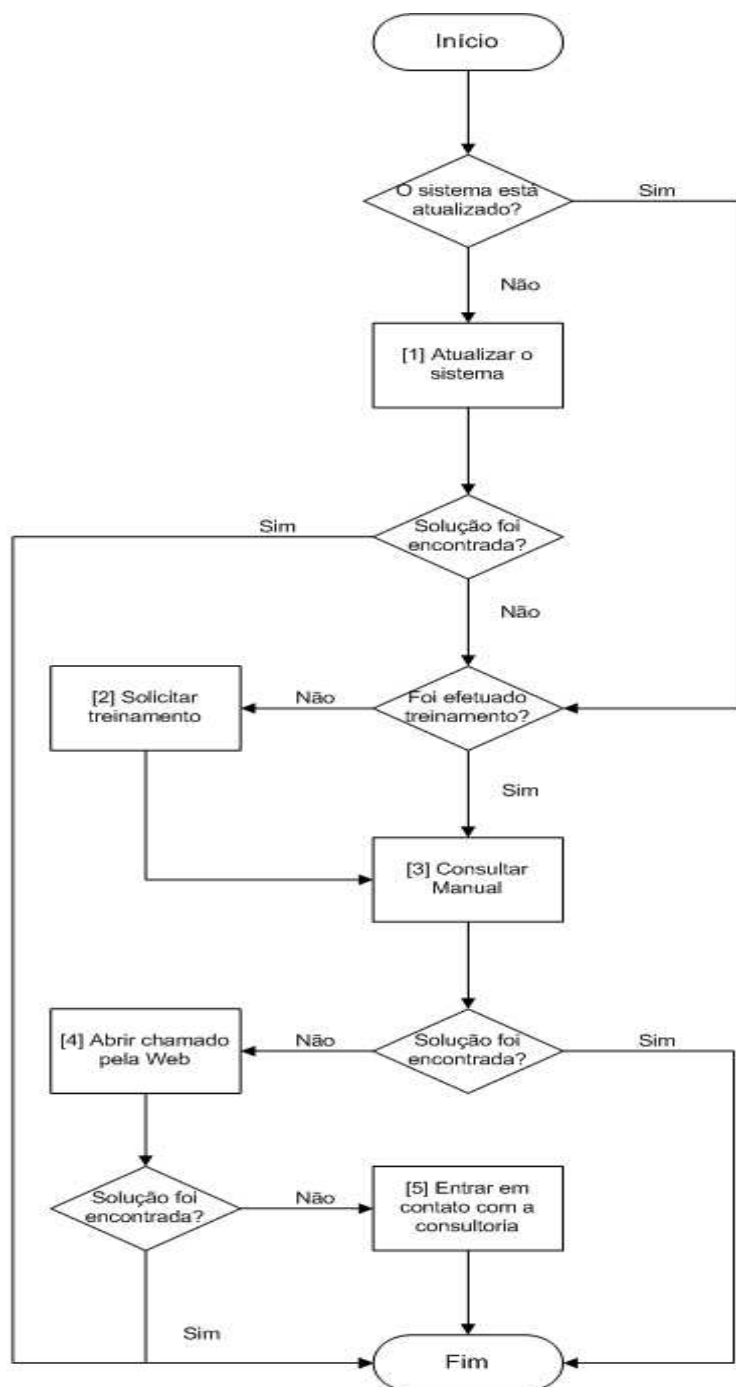 Início
O sistema está
atualizado?
Sim
Não
[1] Atualizar o
sistema
Sim
Solução foi
encontrada?
Não
[2] Solicitar
treinamento
Não
Foi efetuado
treinamento?
Sim
[3] Consultar
Manual
[4] Abrir chamado
pela Web
Não
Solução foi
encontrada?
Sim
Solução foi
encontrada?
Não
[5] Entrar em
contato com a
consultoria
Sim
Fim